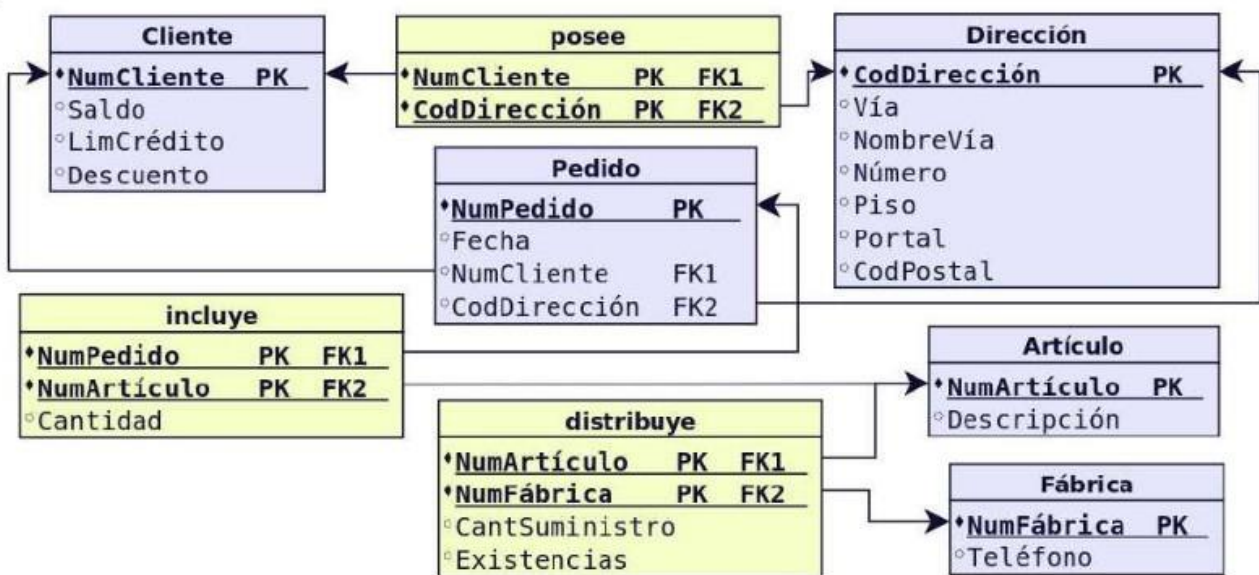 Cliente
NumCliente PK
Saldo
LimCrédito
Descuento
posee
NumCliente PK FK1
CodDirección PK FK2
Dirección
CodDirección PK
Vía
NombreVía
Número
Piso
Portal
CodPostal
Pedido
NumPedido PK
Fecha
NumCliente FK1
CodDirección FK2
incluye
NumPedido PK FK1
NumArtículo PK FK2
Cantidad
Artículo
NumArtículo PK
Descripción
distribuye
NumArtículo PK FK1
NumFábrica PK FK2
CantSuministro
Existencias
Fábrica
NumFábrica PK
Teléfono